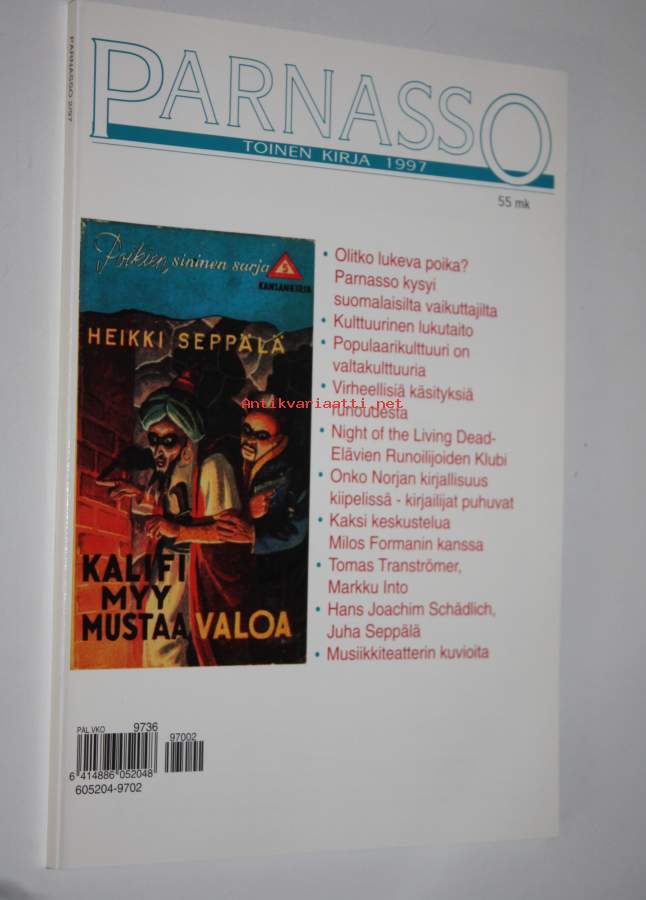 PARNASSO 2/97
PARNASSO
TOINEN KIRJA 1997
55 mk
Poikien sininen sarja
KANSANKIRJA
HEIKKI SEPPÄLÄ
KALIFI
MYY
MUSTAA VALOA
• Olitko lukeva poika?
Parnasso kysyi
suomalaisilta vaikuttajilta
• Kulttuurinen lukutaito
• Populaarikulttuuri on
valtakulttuuria
• Virheellisiä käsityksiä
runoudesta
Antikvariaatti.net
• Night of the Living Dead-
Elävien Runoilijoiden Klubi
• Onko Norjan kirjallisuus
kiipelissä - kirjailijat puhuvat
• Kaksi keskustelua
Milos Formanin kanssa
• Tomas Tranströmer,
Markku Into
• Hans Joachim Schädlich,
Juha Seppälä
• Musiikkiteatterin kuvioita
PAL.VKO 9736
97002
6 414886 052048
605204-9702